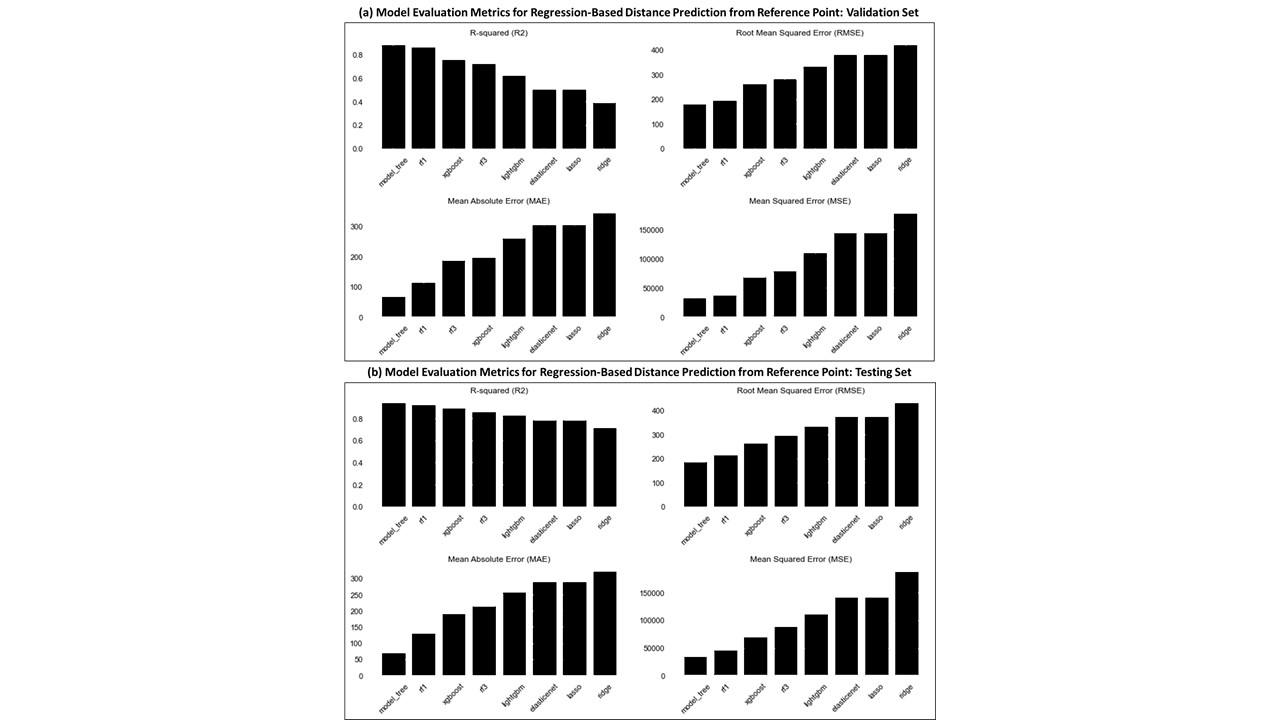 (a) Model Evaluation Metrics for Regression-Based Distance Prediction from Reference Point: Validation Set
R-squared (R2)
0.8
0.6
0.4
0.2
0.0
model_tree
rf1
xgboost
rf3
lightgbm
elasticenet
lasso
ridge
Root Mean Squared Error (RMSE)
400
300
200
100
0
model_tree
rf1
xgboost
rf3
lightgbm
elasticenet
lasso
ridge
Mean Absolute Error (MAE)
300
200
100
0
model_tree
rf1
rf3
xgboost
lightgbm
elasticenet
lasso
ridge
Mean Squared Error (MSE)
150000
100000
50000
0
model_tree
rf1
xgboost
rf3
lightgbm
elasticenet
lasso
ridge
(b) Model Evaluation Metrics for Regression-Based Distance Prediction from Reference Point: Testing Set
R-squared (R2)
0.8
0.6
0.4
0.2
0.0
model_tree
rf1
xgboost
rf3
lightgbm
elasticenet
lasso
ridge
Root Mean Squared Error (RMSE)
400
300
200
100
0
model_tree
rf1
xgboost
rf3
lightgbm
elasticenet
lasso
ridge
Mean Absolute Error (MAE)
300
250
200
150
100
50
0
model_tree
rf1
xgboost
rf3
lightgbm
elasticenet
lasso
ridge
Mean Squared Error (MSE)
150000
100000
50000
0
model_tree
rf1
xgboost
rf3
lightgbm
elasticenet
lasso
ridge